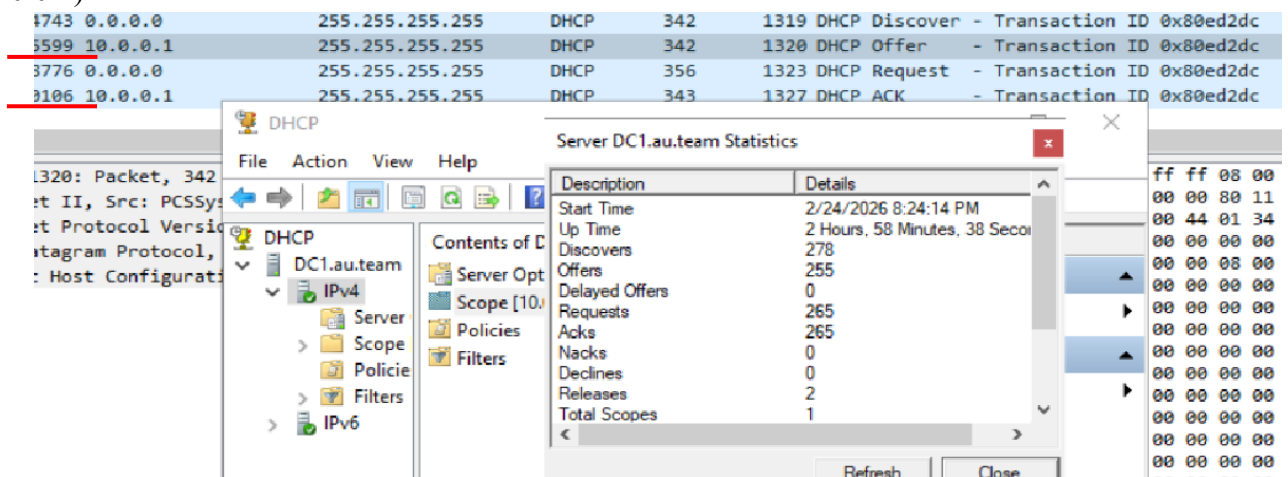 4743 0.0.0.0 255.255.255.255 DHCP 342 1319 DHCP Discover - Transaction ID 0x80ed2dc
5599 10.0.0.1 255.255.255.255 DHCP 342 1320 DHCP Offer - Transaction ID 0x80ed2dc
3776 0.0.0.0 255.255.255.255 DHCP 356 1323 DHCP Request - Transaction ID 0x80ed2dc
0106 10.0.0.1 255.255.255.255 DHCP 343 1327 DHCP ACK - Transaction ID 0x80ed2dc
1320: Packet, 342
et II, Src: PCSSys
et Protocol Versio
atagram Protocol,
Host Configurati
DHCP
File Action View Help
DHCP
DC1.au.team
IPv4
Server
Scope
Policie
Filters
IPv6
Contents of D
Server Opt
Scope [10.
Policies
Filters
Server DC1.au.team Statistics
x
Description Details
Start Time 2/24/2026 8:24:14 PM
Up Time 2 Hours, 58 Minutes, 38 Secon
Discovers 278
Offers 255
Delayed Offers 0
Requests 265
Acks 265
Nacks 0
Declines 0
Releases 2
Total Scopes 1
Refresh Close
ff ff 08 00
00 00 80 11
00 44 01 34
00 00 00 00
00 00 08 00
00 00 00 00
00 00 00 00
00 00 00 00
00 00 00 00
00 00 00 00
00 00 00 00
00 00 00 00
00 00 00 00
00 00 00 00